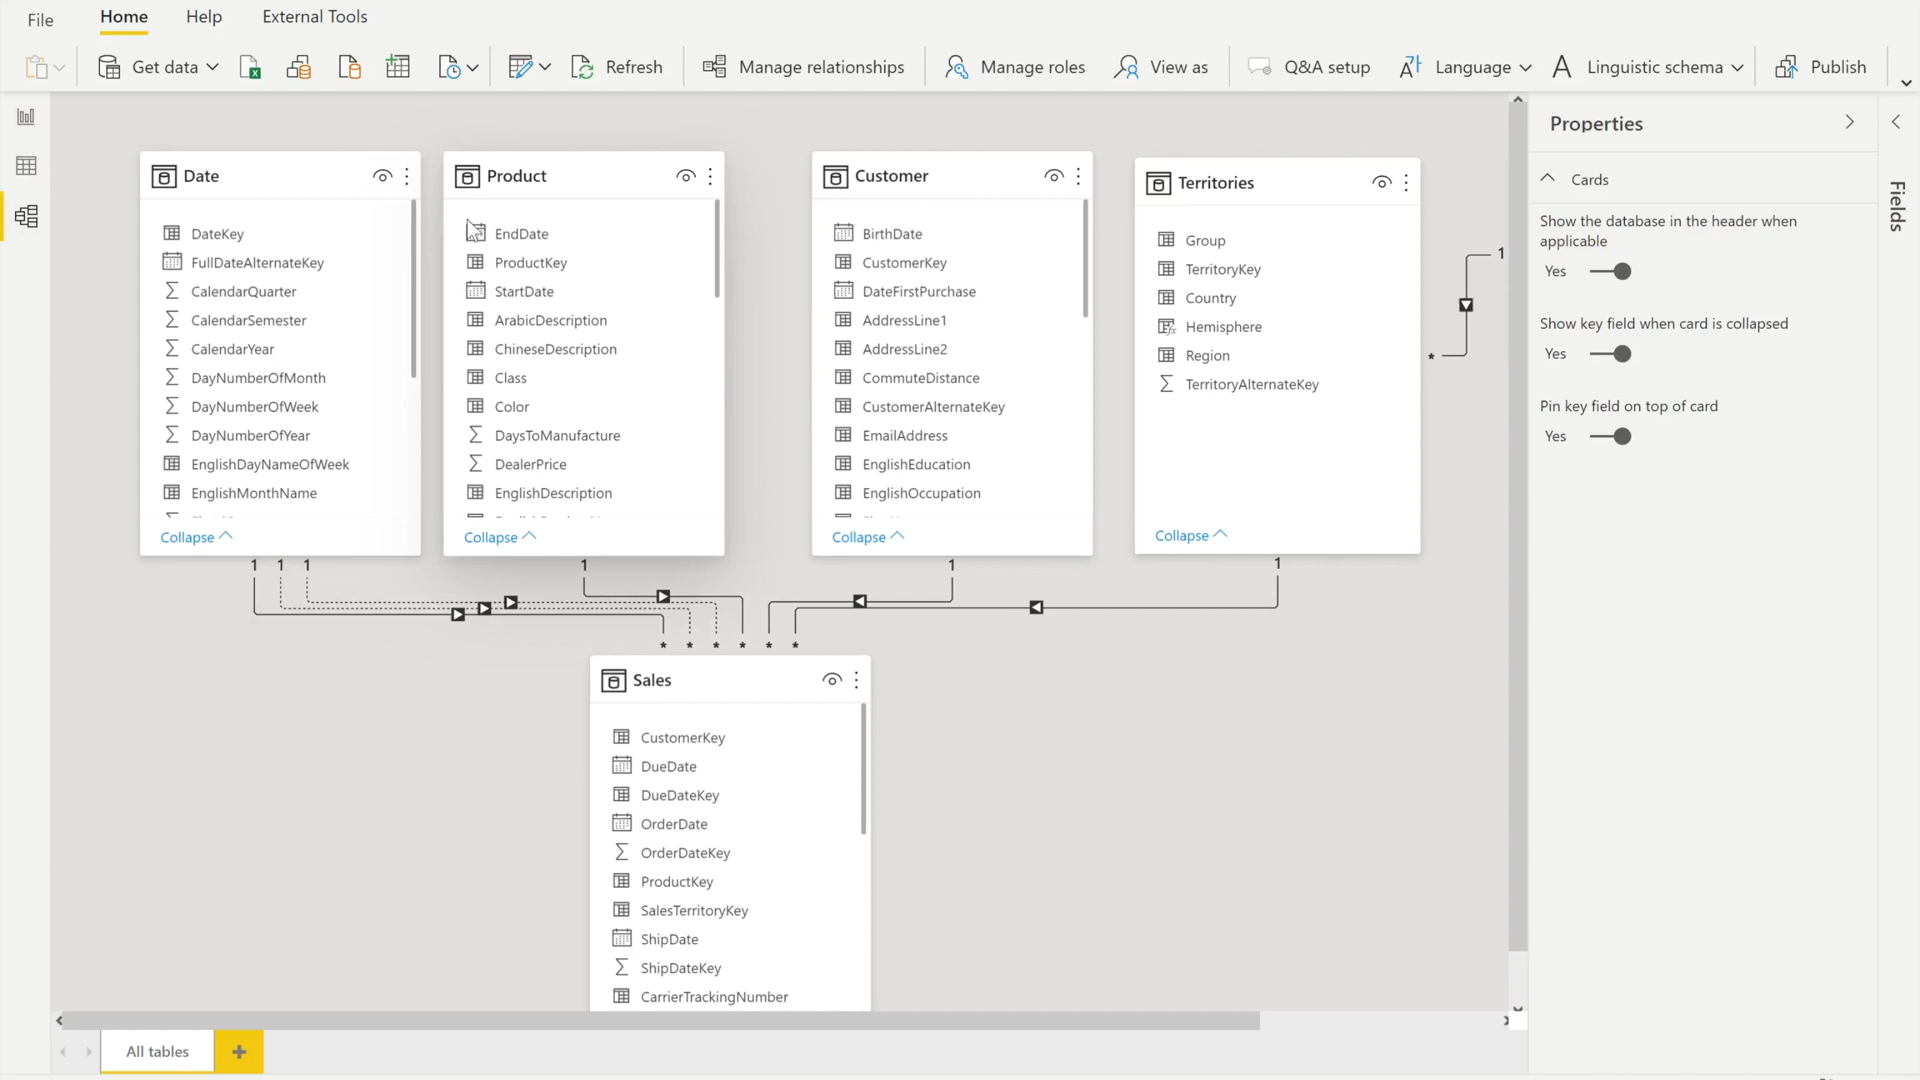 File
Home
Help
External Tools
Get data
Refresh
Manage relationships
Manage roles
View as
Q&A setup
Language
Linguistic schema
Publish
Date
DateKey
FullDateAlternateKey
CalendarQuarter
CalendarSemester
CalendarYear
DayNumberOfMonth
DayNumberOfWeek
DayNumberOfYear
EnglishDayNameOfWeek
EnglishMonthName
Collapse
Product
EndDate
ProductKey
StartDate
ArabicDescription
ChineseDescription
Class
Color
DaysToManufacture
DealerPrice
EnglishDescription
Collapse
Customer
BirthDate
CustomerKey
DateFirstPurchase
AddressLine1
AddressLine2
CommuteDistance
CustomerAlternateKey
EmailAddress
EnglishEducation
EnglishOccupation
Collapse
Territories
Group
TerritoryKey
Country
Hemisphere
Region
TerritoryAlternateKey
Collapse
1
*
1 1 1 1 1 1
* * * * * *
Sales
CustomerKey
DueDate
DueDateKey
OrderDate
OrderDateKey
ProductKey
SalesTerritoryKey
ShipDate
ShipDateKey
CarrierTrackingNumber
Properties
Cards
Show the database in the header when
applicable
Yes
Show key field when card is collapsed
Yes
Pin key field on top of card
Yes
Fields
All tables